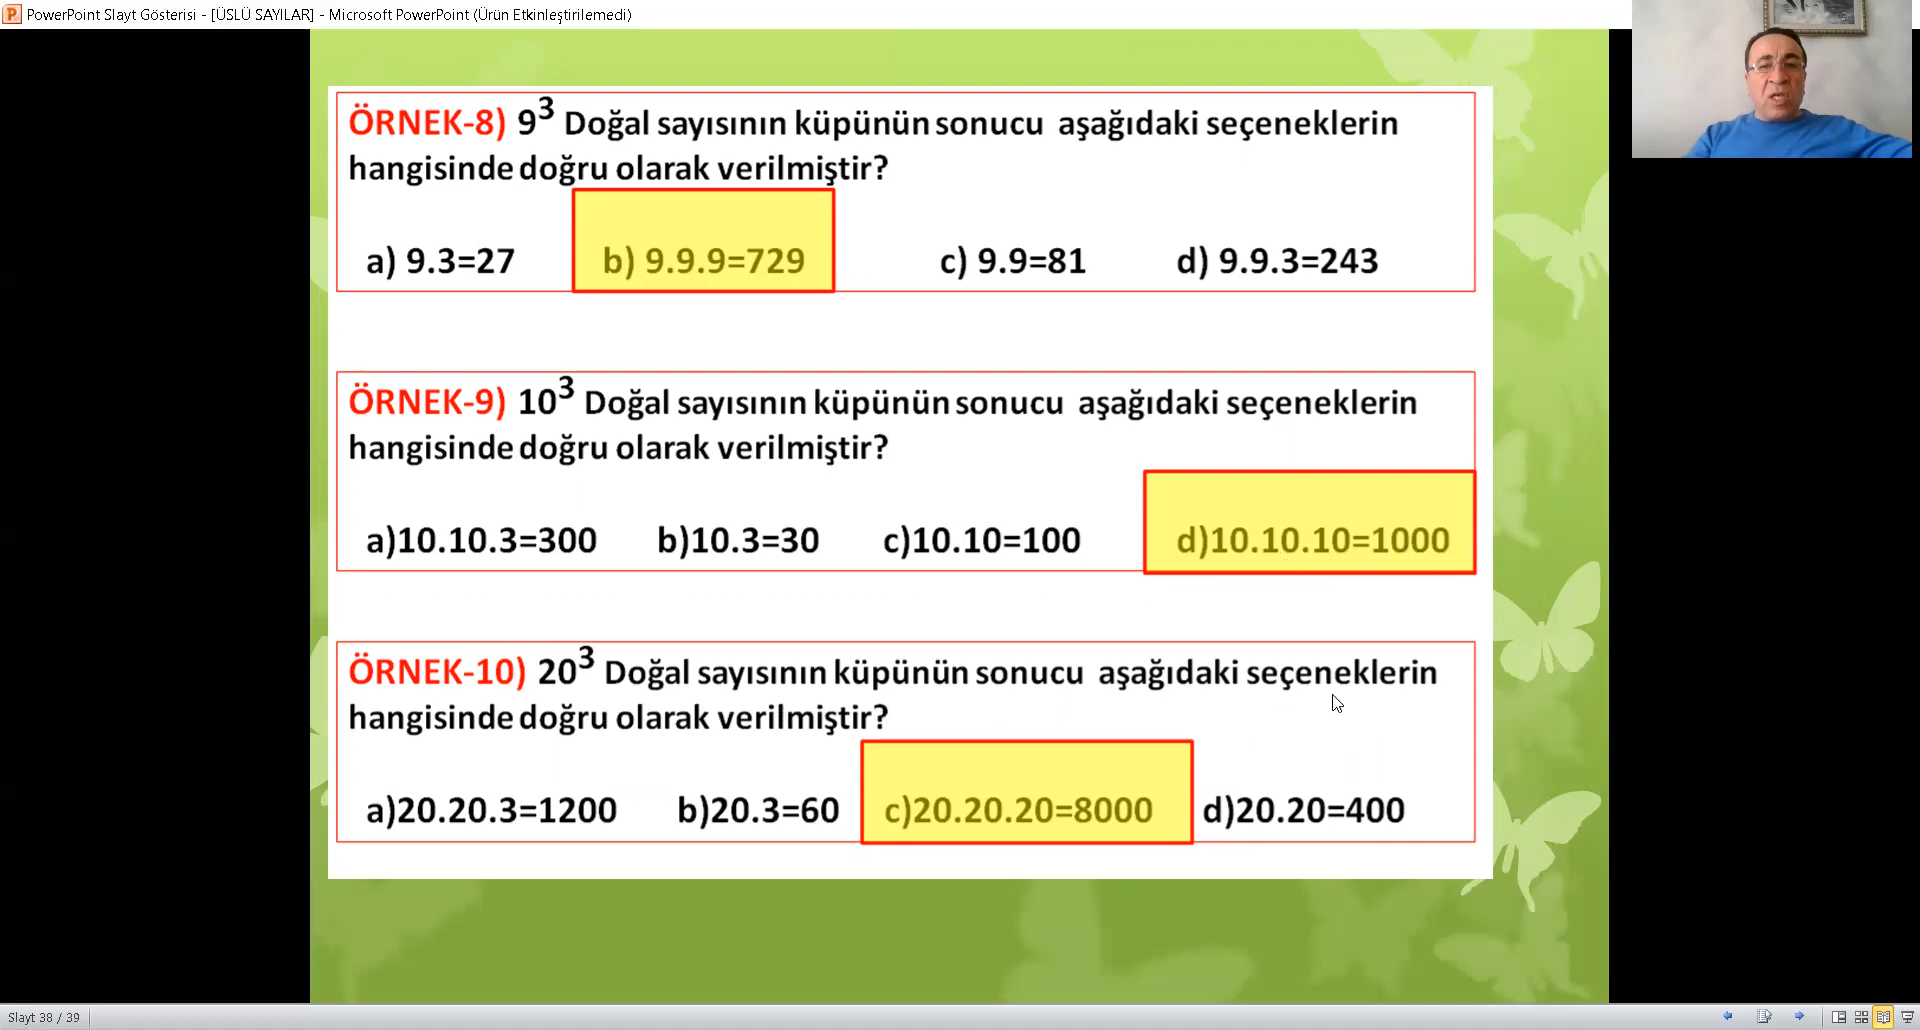 PowerPoint Slayt Gösterisi - [ÜSLÜ SAYILAR] - Microsoft PowerPoint (Ürün Etkinleştirilemedi)
ÖRNEK-8) 9³ Doğal sayısının küpünün sonucu aşağıdaki seçeneklerin
hangisinde doğru olarak verilmiştir?
a) 9.3=27 b) 9.9.9=729 c) 9.9=81 d) 9.9.3=243
ÖRNEK-9) 10³ Doğal sayısının küpünün sonucu aşağıdaki seçeneklerin
hangisinde doğru olarak verilmiştir?
a)10.10.3=300 b)10.3=30 c)10.10=100 d)10.10.10=1000
ÖRNEK-10) 20³ Doğal sayısının küpünün sonucu aşağıdaki seçeneklerin
hangisinde doğru olarak verilmiştir?
a)20.20.3=1200 b)20.3=60 c)20.20.20=8000 d)20.20=400
Slayt 38 / 39